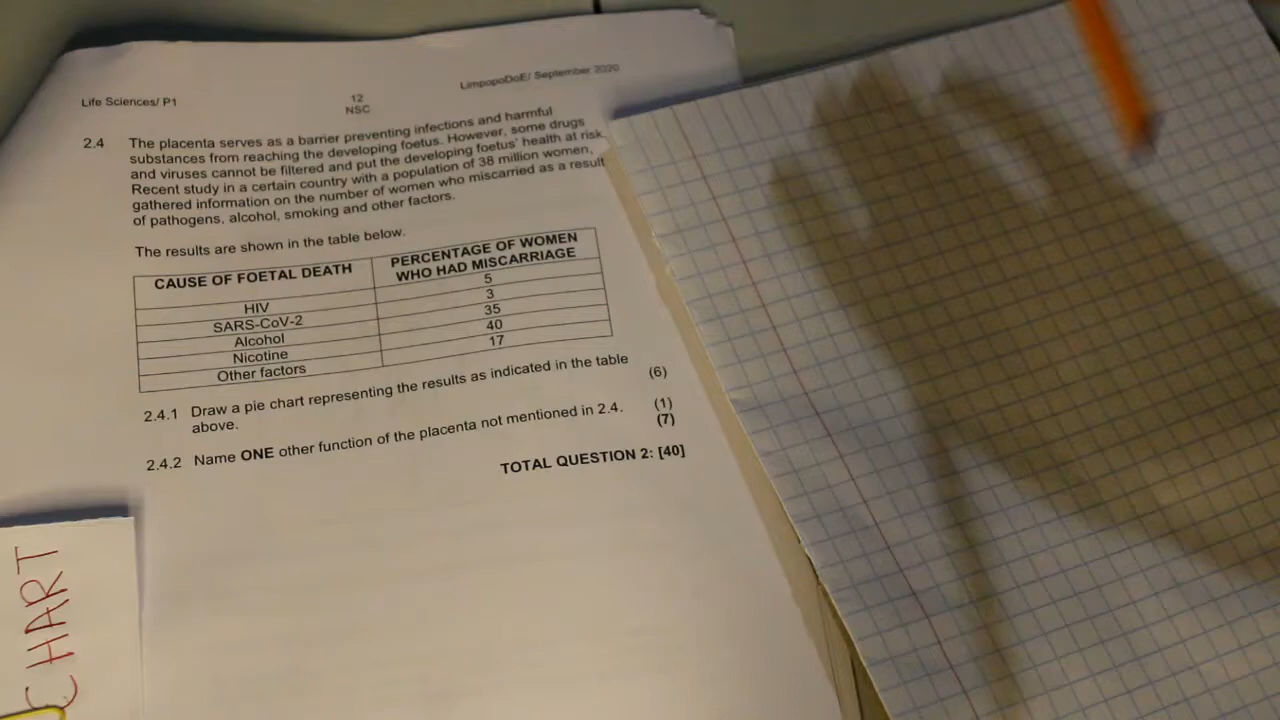 Life Sciences/ P1
12
NSC
LimpopoDoE/ September 2020
2.4 The placenta serves as a barrier preventing infections and harmful
substances from reaching the developing foetus. However, some drugs
and viruses cannot be filtered and put the developing foetus' health at risk.
Recent study in a certain country with a population of 38 million women,
gathered information on the number of women who miscarried as a result
of pathogens, alcohol, smoking and other factors.
The results are shown in the table below.
CAUSE OF FOETAL DEATH PERCENTAGE OF WOMEN
WHO HAD MISCARRIAGE
HIV 5
SARS-CoV-2 3
Alcohol 35
Nicotine 40
Other factors 17
2.4.1 Draw a pie chart representing the results as indicated in the table
above. (6)
2.4.2 Name ONE other function of the placenta not mentioned in 2.4. (1)
(7)
TOTAL QUESTION 2: [40]
CHART